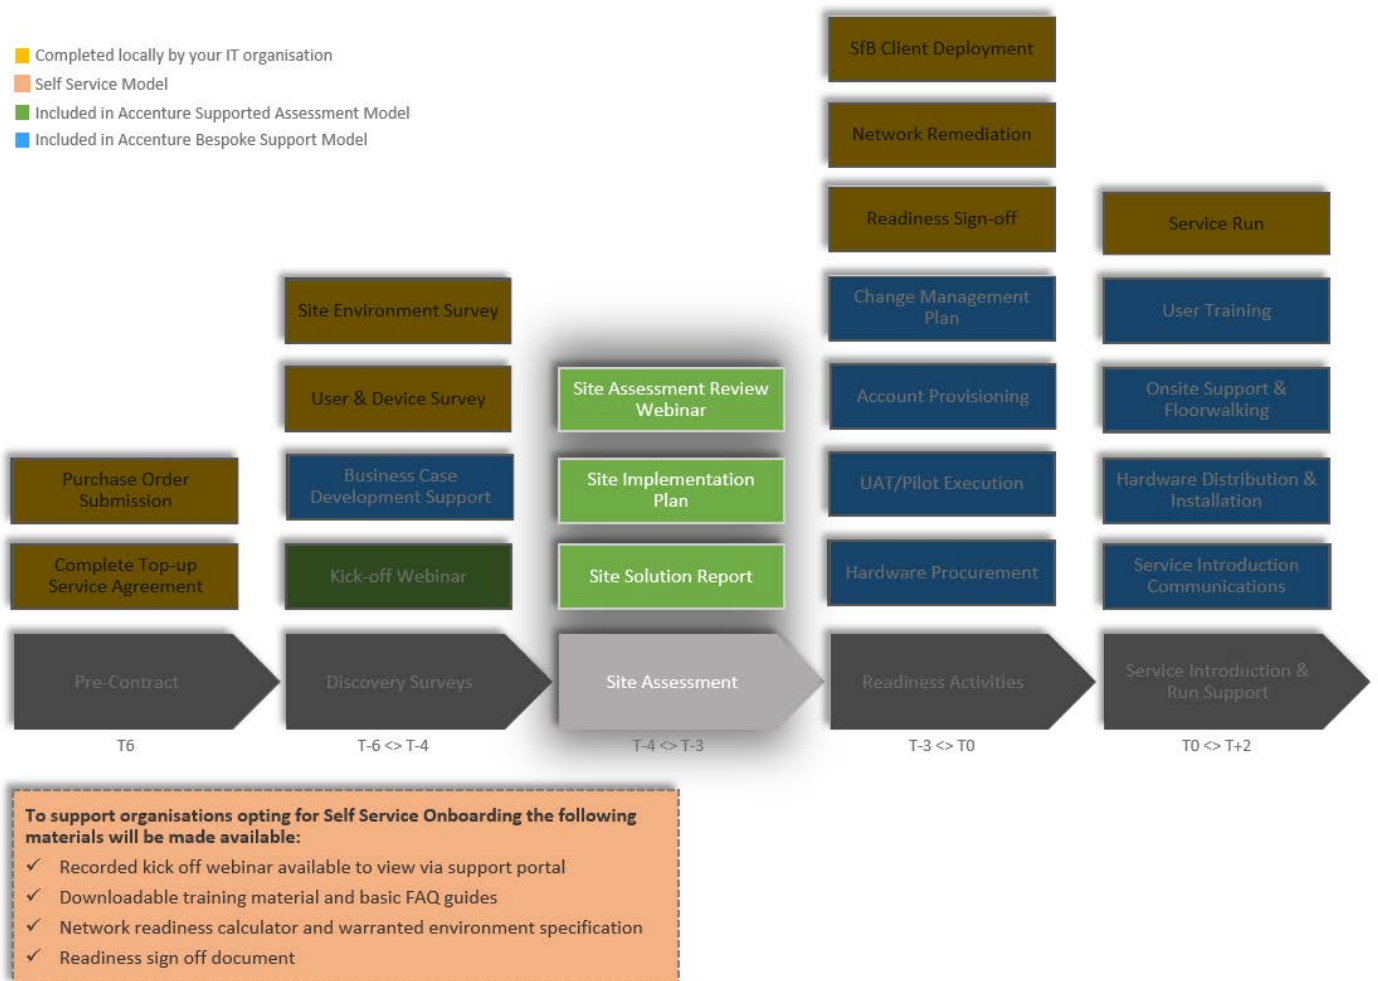 Completed locally by your IT organisation
Self Service Model
Included in Accenture Supported Assessment Model
Included in Accenture Bespoke Support Model
Purchase Order
Submission
Complete Top-up
Service Agreement
Pre-Contract
T6
Site Environment Survey
User & Device Survey
Business Case
Development Support
Kick-off Webinar
Discovery Surveys
T-6 <> T-4
Site Assessment Review
Webinar
Site Implementation
Plan
Site Solution Report
Site Assessment
T-4 <> T-3
SfB Client Deployment
Network Remediation
Readiness Sign-off
Change Management
Plan
Account Provisioning
UAT/Pilot Execution
Hardware Procurement
Readiness Activities
T-3 <> T0
Service Run
User Training
Onsite Support &
Floorwalking
Hardware Distribution &
Installation
Service Introduction
Communications
Service Introduction &
Run Support
T0 <> T+2
To support organisations opting for Self Service Onboarding the following
materials will be made available:
✓ Recorded kick off webinar available to view via support portal
✓ Downloadable training material and basic FAQ guides
✓ Network readiness calculator and warranted environment specification
✓ Readiness sign off document